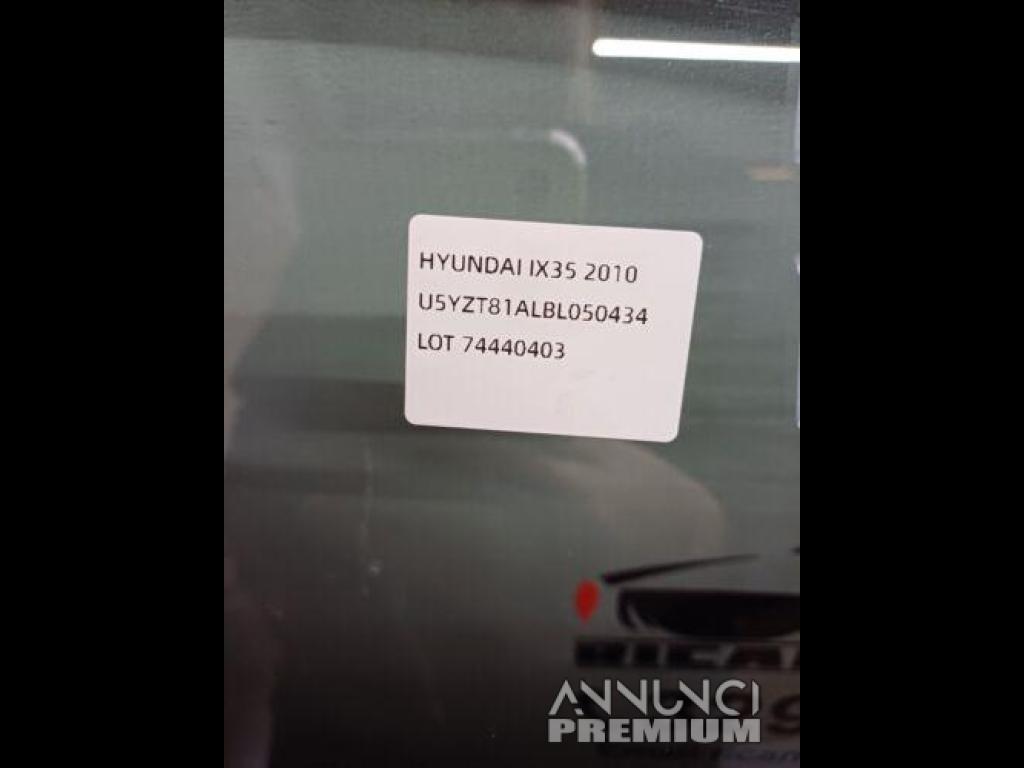 HYUNDAI IX35 2010
U5YZT81ALBL050434
LOT 74440403
ANNUNCI
PREMIUM